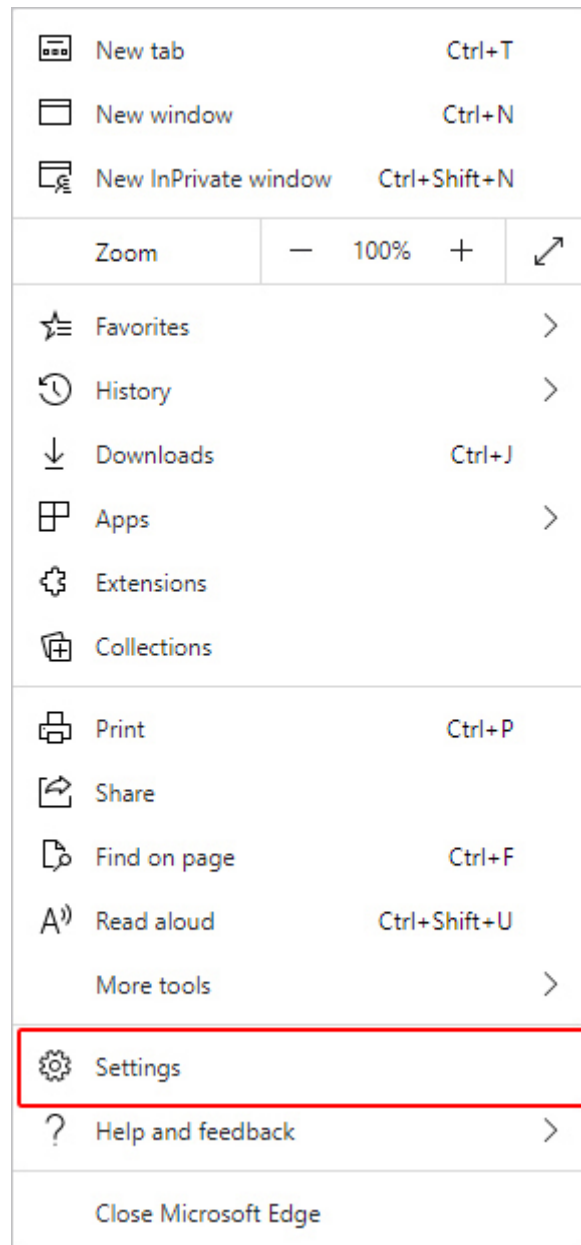 New tab Ctrl+T
New window Ctrl+N
New InPrivate window Ctrl+Shift+N
Zoom — 100% +
Favorites
History
Downloads Ctrl+J
Apps
Extensions
Collections
Print Ctrl+P
Share
Find on page Ctrl+F
Read aloud Ctrl+Shift+U
More tools
Settings
Help and feedback
Close Microsoft Edge